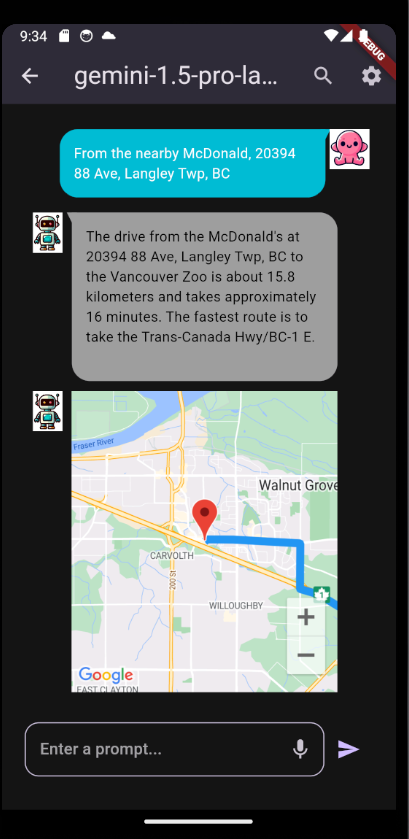 9:34
DEBUG
gemini-1.5-pro-la...
From the nearby McDonald, 20394
88 Ave, Langley Twp, BC
The drive from the McDonald's at
20394 88 Ave, Langley Twp, BC to
the Vancouver Zoo is about 15.8
kilometers and takes approximately
16 minutes. The fastest route is to
take the Trans-Canada Hwy/BC-1 E.
Fraser River
Walnut Grove
CARVOLTH
200 St
1
WILLOUGHBY
+
−
Google
EAST CLAYTON
Enter a prompt...